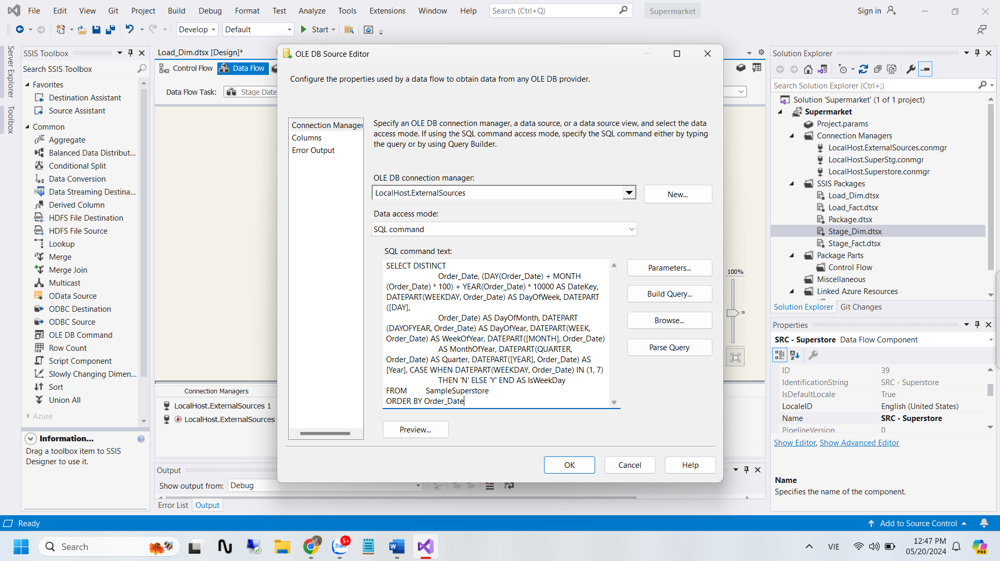 File Edit View Git Project Build Debug Format Test Analyze Tools Extensions Window Help
Search (Ctrl+Q)
Supermarket
Sign in
Develop
Default
Start
Server Explorer
Toolbox
SSIS Toolbox
Search SSIS Toolbox
Favorites
Destination Assistant
Source Assistant
Common
Aggregate
Balanced Data Distribut...
Conditional Split
Data Conversion
Data Streaming Destina...
Derived Column
HDFS File Destination
HDFS File Source
Lookup
Merge
Merge Join
Multicast
OData Source
ODBC Destination
ODBC Source
OLE DB Command
Row Count
Script Component
Slowly Changing Dimen...
Sort
Union All
Azure
Information...
Drag a toolbox item to SSIS
Designer to use it.
Load_Dim.dtsx [Design]*
Control Flow
Data Flow
Data Flow Task:
Stage Date
100%
Connection Managers
LocalHost.ExternalSources 1
LocalHost.ExternalSources
Output
Show output from:
Debug
Error List
Output
OLE DB Source Editor
Configure the properties used by a data flow to obtain data from any OLE DB provider.
Connection Manager
Columns
Error Output
Specify an OLE DB connection manager, a data source, or a data source view, and select the data
access mode. If using the SQL command access mode, specify the SQL command either by typing
the query or by using Query Builder.
OLE DB connection manager:
LocalHost.ExternalSources
New...
Data access mode:
SQL command
SQL command text:
SELECT DISTINCT
Order_Date, (DAY(Order_Date) + MONTH
(Order_Date) * 100) + YEAR(Order_Date) * 10000 AS DateKey,
DATEPART(WEEKDAY, Order_Date) AS DayOfWeek, DATEPART
([DAY],
Order_Date) AS DayOfMonth, DATEPART
(DAYOFYEAR, Order_Date) AS DayOfYear, DATEPART(WEEK,
Order_Date) AS WeekOfYear, DATEPART([MONTH], Order_Date)
AS MonthOfYear, DATEPART(QUARTER,
Order_Date) AS Quarter, DATEPART([YEAR], Order_Date) AS
[Year], CASE WHEN DATEPART(WEEKDAY, Order_Date) IN (1, 7)
THEN 'N' ELSE 'Y' END AS IsWeekDay
FROM SampleSuperstore
ORDER BY Order_Date
Parameters...
Build Query...
Browse...
Parse Query
Preview...
OK
Cancel
Help
Solution Explorer
Search Solution Explorer (Ctrl+;)
Solution 'Supermarket' (1 of 1 project)
Supermarket
Project.params
Connection Managers
LocalHost.ExternalSources.conmgr
LocalHost.SuperStg.conmgr
LocalHost.Superstore.conmgr
SSIS Packages
Load_Dim.dtsx
Load_Fact.dtsx
Package.dtsx
Stage_Dim.dtsx
Stage_Fact.dtsx
Package Parts
Control Flow
Miscellaneous
Linked Azure Resources
Solution Explorer
Git Changes
Properties
SRC - Superstore Data Flow Component
ID 39
IdentificationString SRC - Superstore
IsDefaultLocale True
LocaleID English (United States)
Name SRC - Superstore
PipelineVersion 0
Show Editor, Show Advanced Editor
Name
Specifies the name of the component.
Ready
Add to Source Control
Search
Zalo
5+
VIE
12:47 PM
05/20/2024
PRE